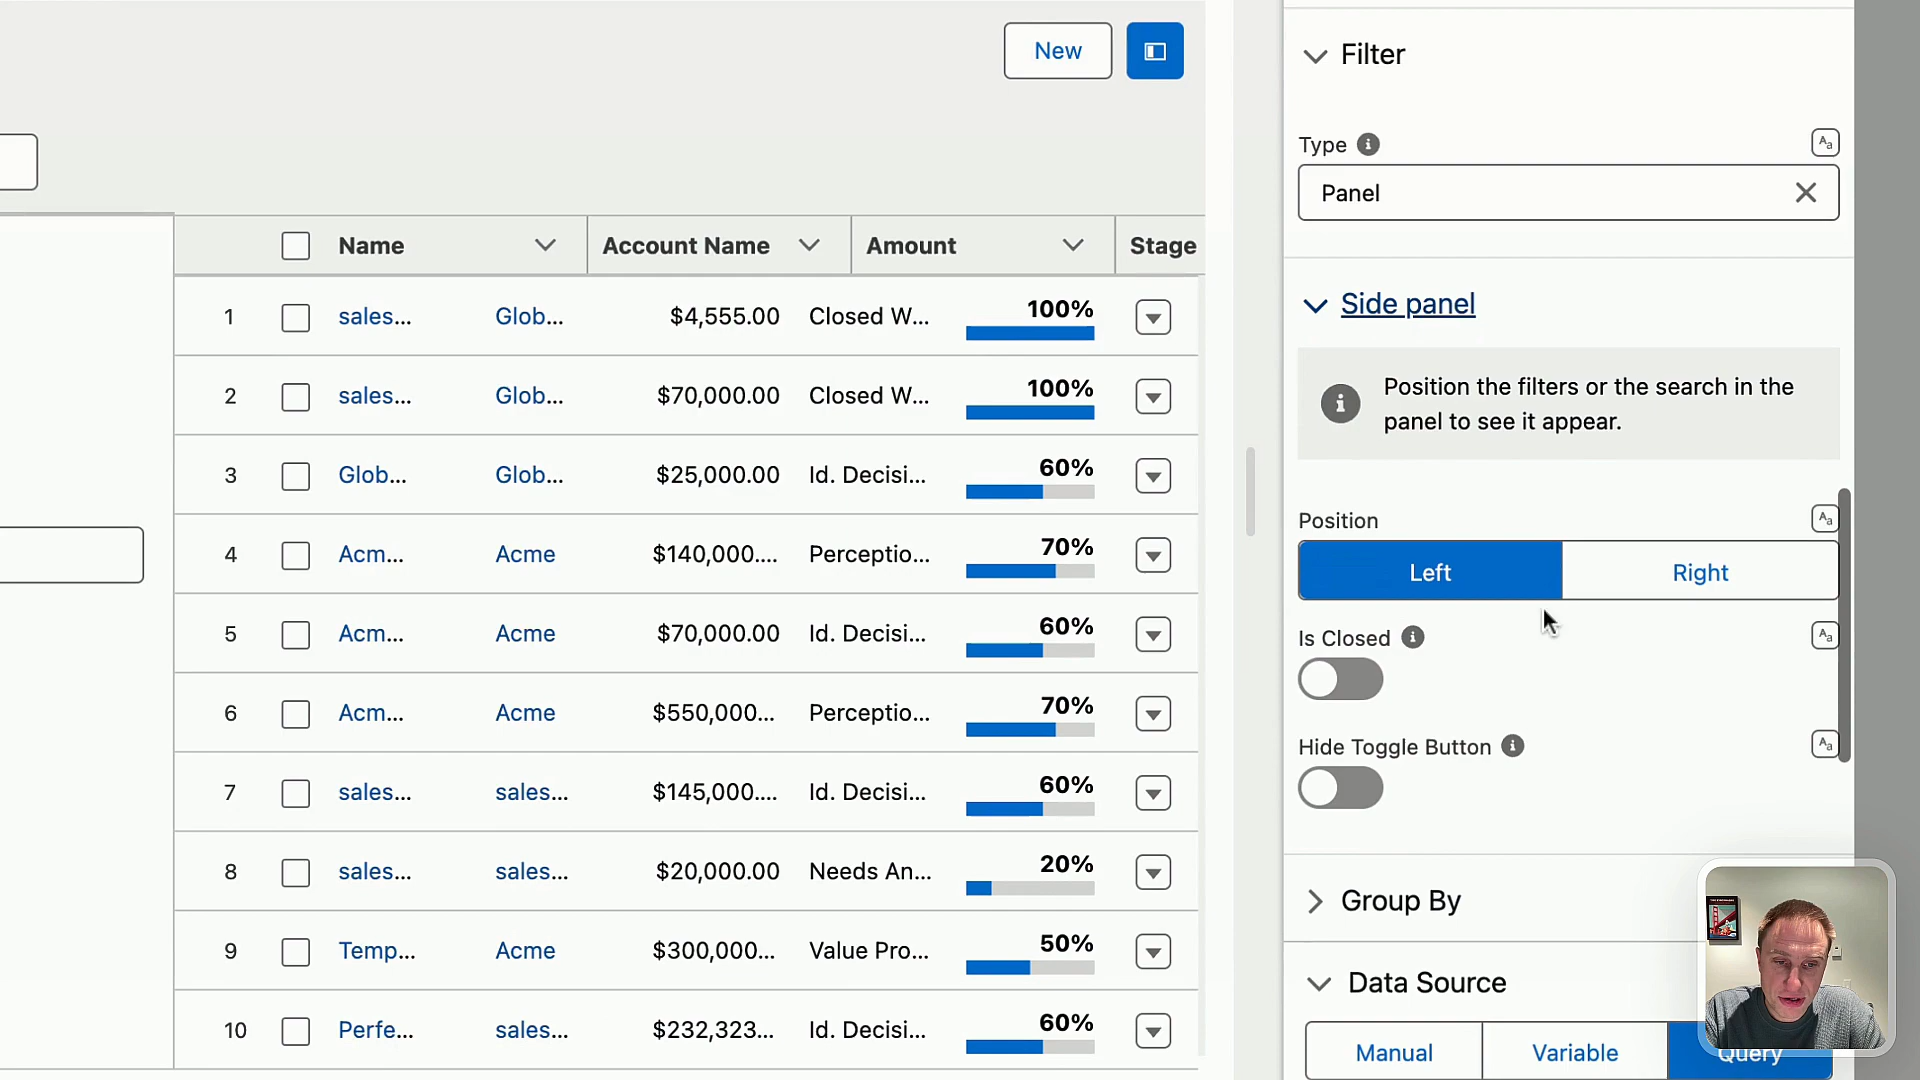 New
Name
Account Name
Amount
Stage
1
sales...
Glob...
$4,555.00
Closed W...
100%
2
sales...
Glob...
$70,000.00
Closed W...
100%
3
Glob...
Glob...
$25,000.00
Id. Decisi...
60%
4
Acm...
Acme
$140,000....
Perceptio...
70%
5
Acm...
Acme
$70,000.00
Id. Decisi...
60%
6
Acm...
Acme
$550,000...
Perceptio...
70%
7
sales...
sales...
$145,000....
Id. Decisi...
60%
8
sales...
sales...
$20,000.00
Needs An...
20%
9
Temp...
Acme
$300,000...
Value Pro...
50%
10
Perfe...
sales...
$232,323...
Id. Decisi...
60%
Filter
Type
Panel
Side panel
Position the filters or the search in the
panel to see it appear.
Position
Left
Right
Is Closed
Hide Toggle Button
Group By
Data Source
Manual
Variable
Query